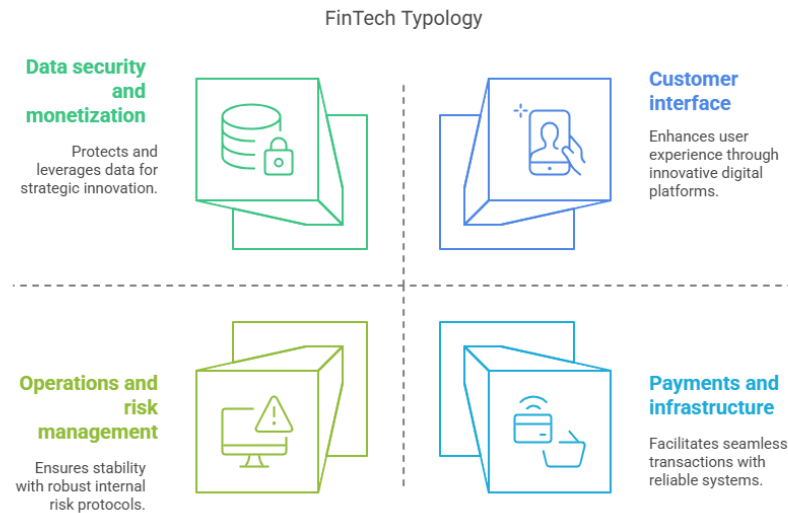 FinTech Typology
Data security
and
monetization
Protects and
leverages data for
strategic innovation.
Customer
interface
Enhances user
experience through
innovative digital
platforms.
Operations and
risk
management
Ensures stability
with robust internal
risk protocols.
Payments and
infrastructure
Facilitates seamless
transactions with
reliable systems.